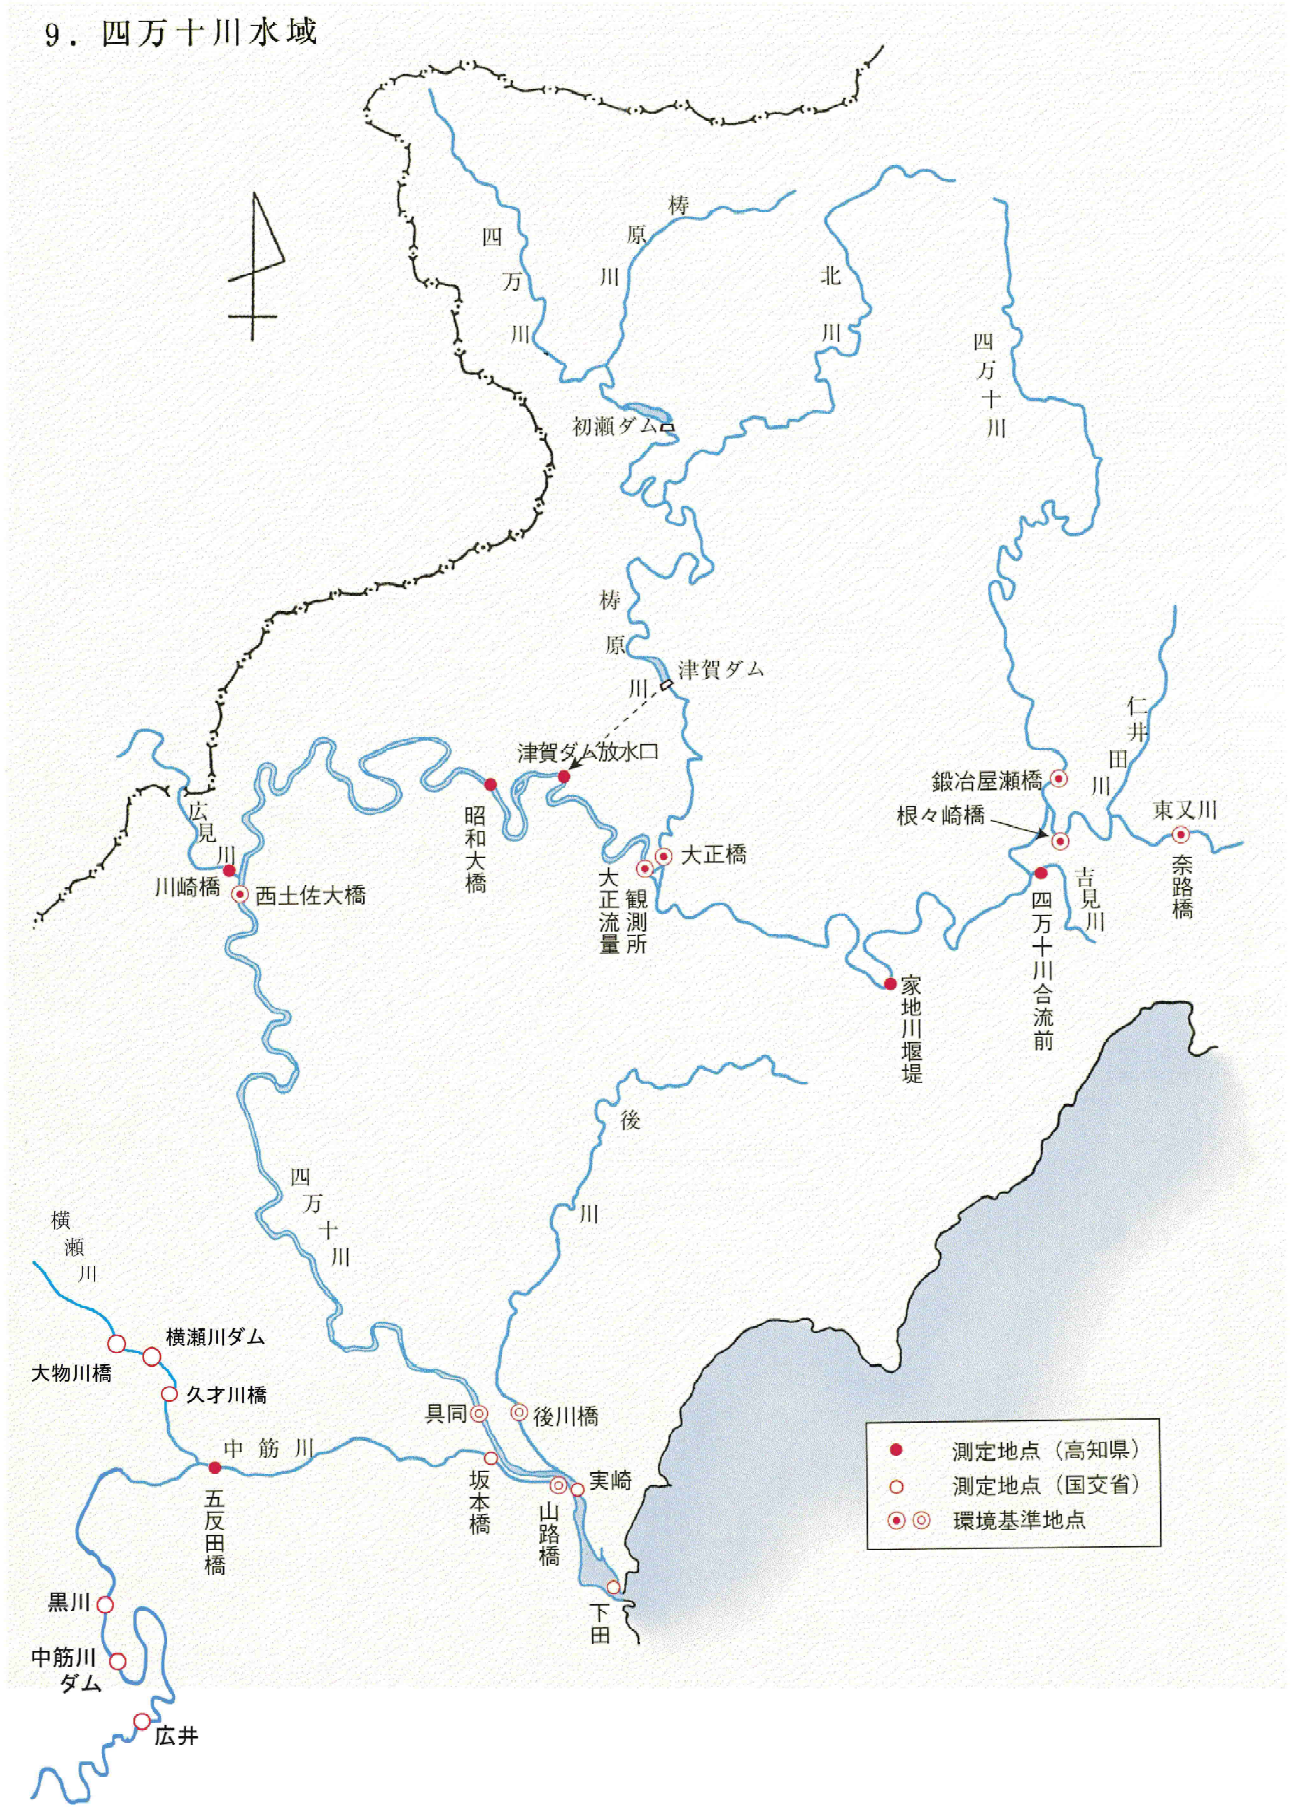 9. 四万十川水域
四万川
梼原川
北川
四万十川
初瀬ダム
梼原川
津賀ダム
津賀ダム放水口
仁井田川
鍛冶屋瀬橋
根々崎橋
東又川
奈路橋
吉見川
四万十川合流前
広見川
川崎橋
西土佐大橋
昭和大橋
大正橋
大正流量
観測所
家地川堰堤
後川
四万十川
横瀬川
横瀬川ダム
大物川橋
久才川橋
中筋川
具同
後川橋
五反田橋
坂本橋
山路橋
実崎
下田
黒川
中筋川
ダム
広井
測定地点（高知県）
測定地点（国交省）
環境基準地点